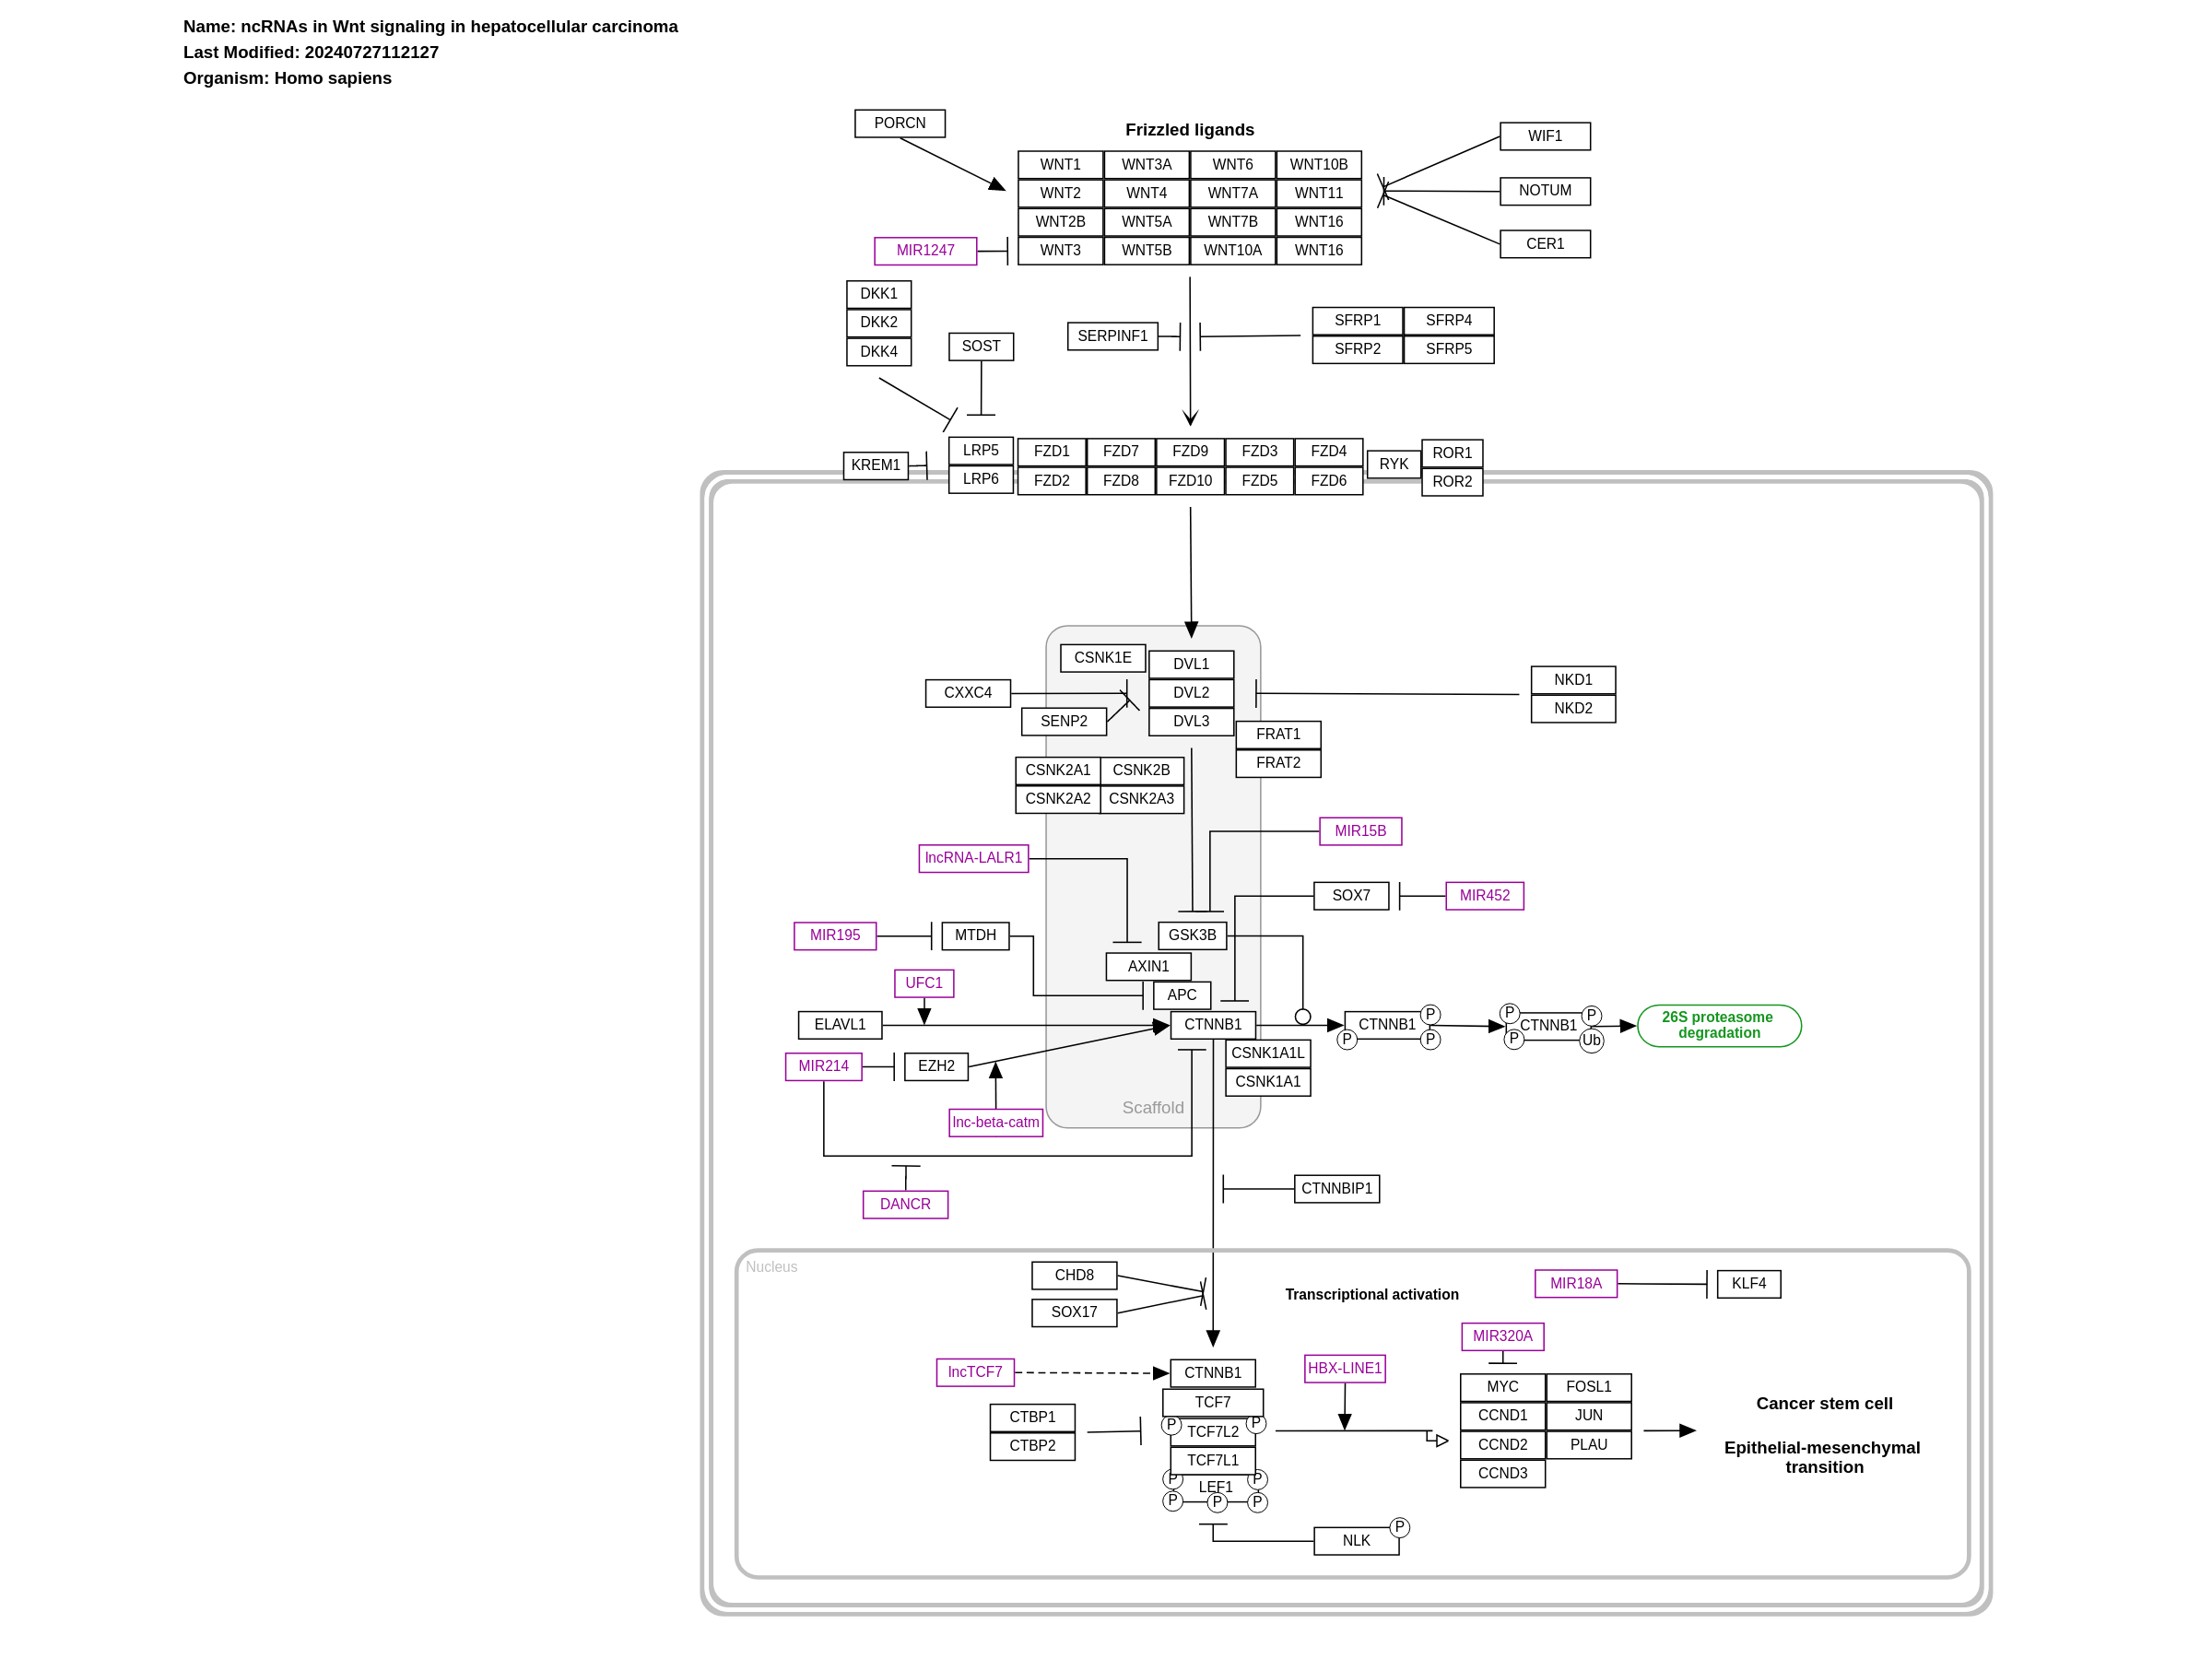 Name: ncRNAs in Wnt signaling in hepatocellular carcinoma
Last Modified: 20240727112127
Organism: Homo sapiens
PORCN
Frizzled ligands
WIF1
NOTUM
CER1
WNT1 WNT3A WNT6 WNT10B
WNT2 WNT4 WNT7A WNT11
WNT2B WNT5A WNT7B WNT16
WNT3 WNT5B WNT10A WNT16
MIR1247
DKK1
DKK2
DKK4
SOST
SERPINF1
SFRP1 SFRP4
SFRP2 SFRP5
KREM1
LRP5
LRP6
FZD1 FZD7 FZD9 FZD3 FZD4
FZD2 FZD8 FZD10 FZD5 FZD6
RYK
ROR1
ROR2
CSNK1E
DVL1
DVL2
DVL3
CXXC4
SENP2
NKD1
NKD2
FRAT1
FRAT2
CSNK2A1 CSNK2B
CSNK2A2 CSNK2A3
MIR15B
lncRNA-LALR1
SOX7
MIR452
MIR195
MTDH
GSK3B
AXIN1
APC
UFC1
ELAVL1
CTNNB1
CTNNB1
P
P
P
CTNNB1
P
P
P
Ub
26S proteasome
degradation
MIR214
EZH2
CSNK1A1L
CSNK1A1
Scaffold
lnc-beta-catm
DANCR
CTNNBIP1
Nucleus
CHD8
SOX17
Transcriptional activation
MIR18A
KLF4
MIR320A
lncTCF7
CTNNB1
HBX-LINE1
TCF7
P
P
TCF7L2
TCF7L1
P
P
LEF1
P
P
P
CTBP1
CTBP2
MYC FOSL1
CCND1 JUN
CCND2 PLAU
CCND3
Cancer stem cell
Epithelial-mesenchymal
transition
NLK
P